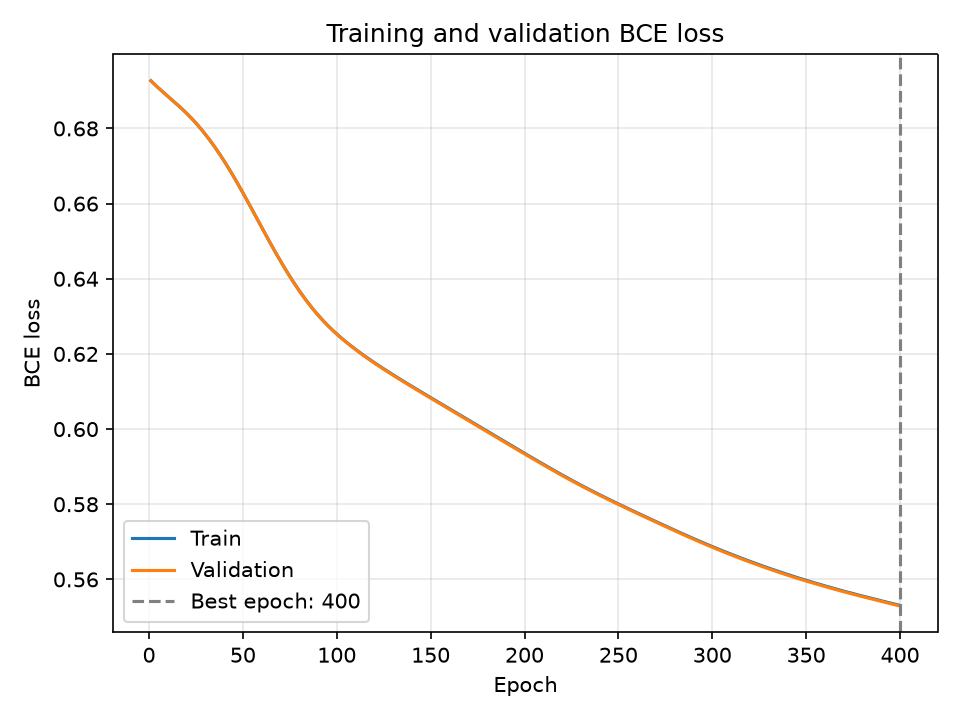 Training and validation BCE loss
BCE loss
0.68
0.66
0.64
0.62
0.60
0.58
0.56
Train
Validation
Best epoch: 400
0 50 100 150 200 250 300 350 400
Epoch